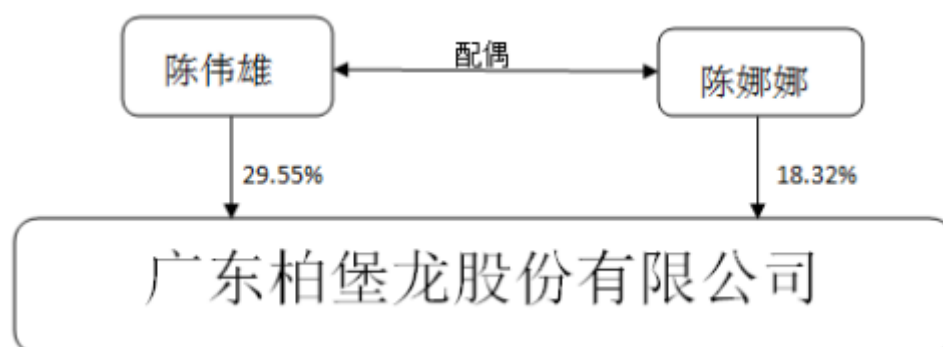 配偶
陈伟雄
陈娜娜
29.55%
18.32%
广东柏堡龙股份有限公司